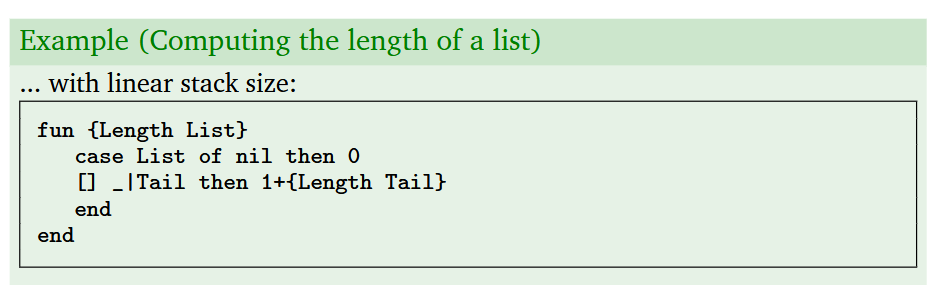 Example (Computing the length of a list)
... with linear stack size:
fun {Length List}
   case List of nil then 0
   [] _|Tail then 1+{Length Tail}
   end
end